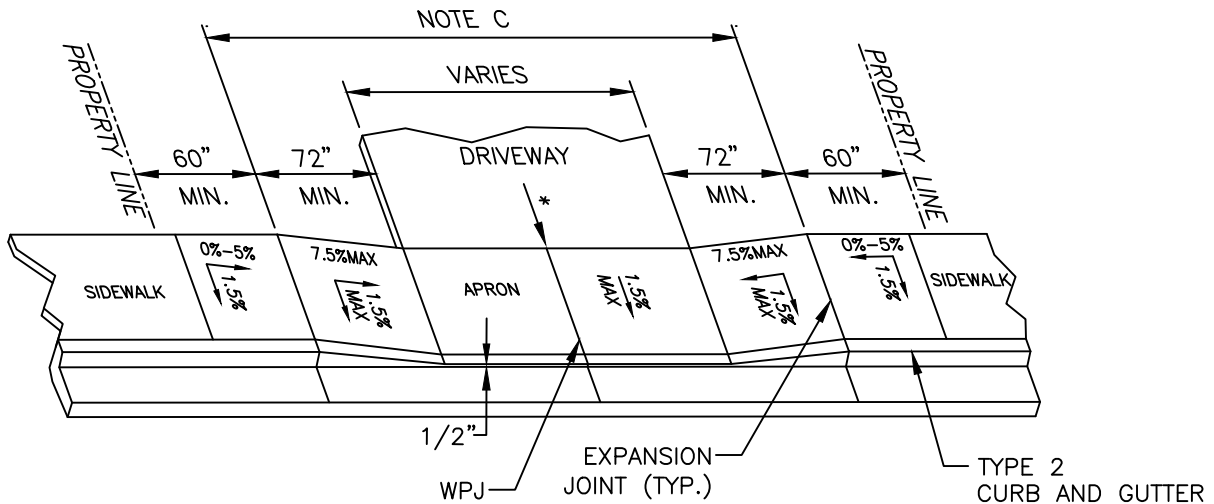 NOTE C
VARIES
PROPERTY LINE
PROPERTY LINE
60" 72" DRIVEWAY 72" 60"
MIN. MIN. * MIN. MIN.
0%-5% 7.5%MAX 7.5%MAX 0%-5%
SIDEWALK 1.5% 1.5% MAX APRON 1.5% MAX 1.5% MAX 1.5% SIDEWALK
1/2"
WPJ
EXPANSION
JOINT (TYP.)
TYPE 2
CURB AND GUTTER